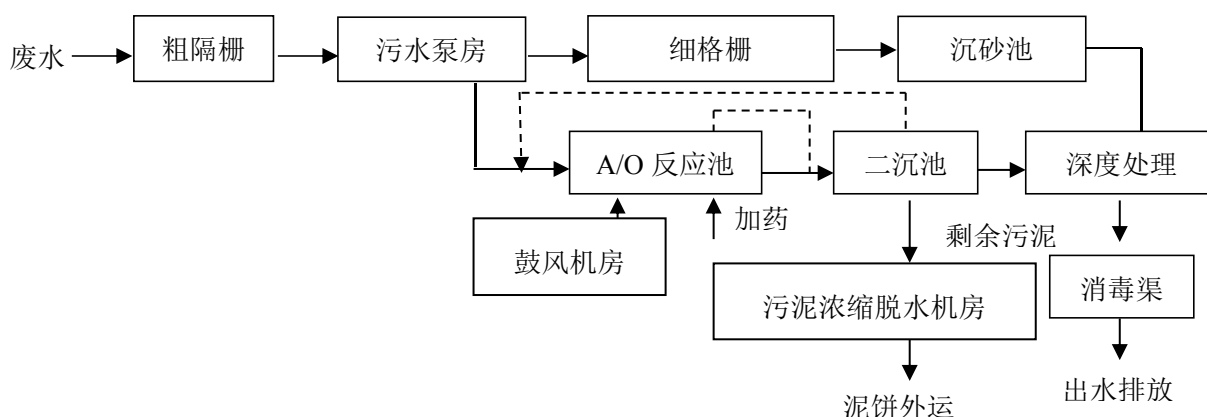 废水
粗隔栅
污水泵房
细格栅
沉砂池
A/O 反应池
二沉池
深度处理
加药
剩余污泥
鼓风机房
污泥浓缩脱水机房
消毒渠
泥饼外运
出水排放